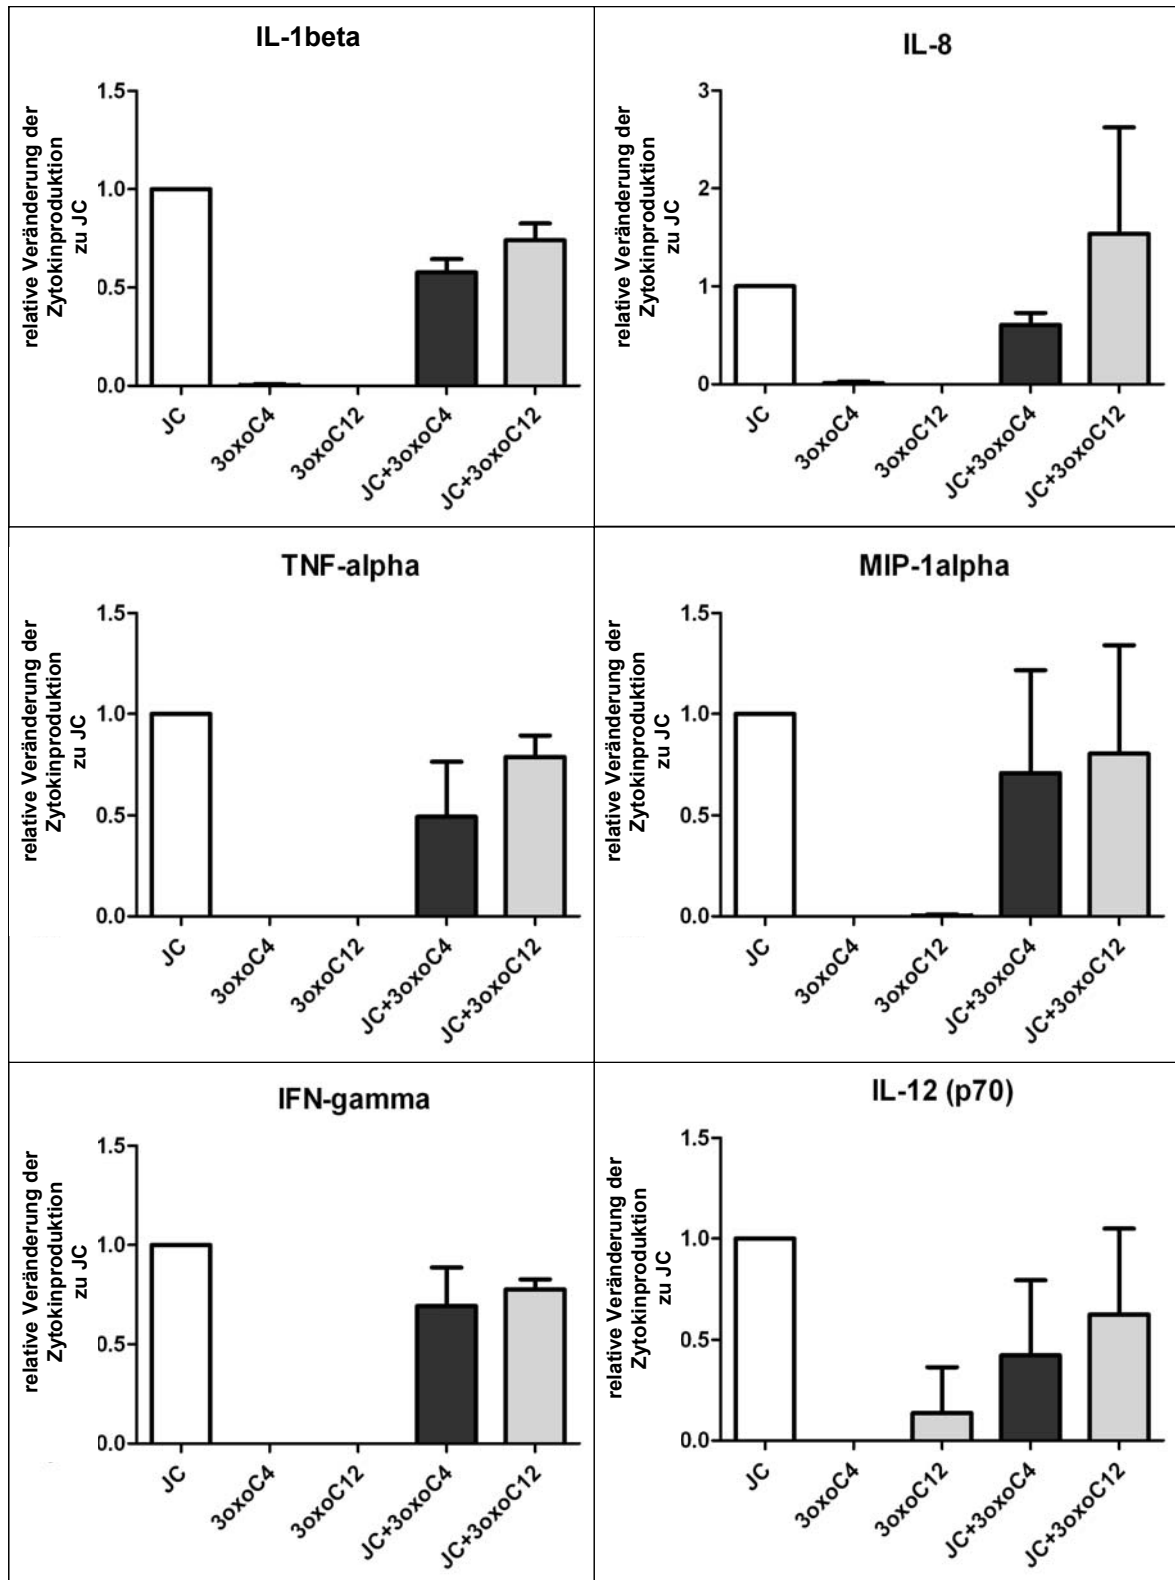 IL-1beta
relative Veränderung der
Zytokinproduktion
zu JC
1.5
1.0
0.5
0.0
JC
3oxoC4
3oxoC12
JC+3oxoC4
JC+3oxoC12
IL-8
relative Veränderung der
Zytokinproduktion
zu JC
3
2
1
0
JC
3oxoC4
3oxoC12
JC+3oxoC4
JC+3oxoC12
TNF-alpha
relative Veränderung der
Zytokinproduktion
zu JC
1.5
1.0
0.5
0.0
JC
3oxoC4
3oxoC12
JC+3oxoC4
JC+3oxoC12
MIP-1alpha
relative Veränderung der
Zytokinproduktion
zu JC
1.5
1.0
0.5
0.0
JC
3oxoC4
3oxoC12
JC+3oxoC4
JC+3oxoC12
IFN-gamma
relative Veränderung der
Zytokinproduktion
zu JC
1.5
1.0
0.5
0.0
JC
3oxoC4
3oxoC12
JC+3oxoC4
JC+3oxoC12
IL-12 (p70)
relative Veränderung der
Zytokinproduktion
zu JC
1.5
1.0
0.5
0.0
JC
3oxoC4
3oxoC12
JC+3oxoC4
JC+3oxoC12